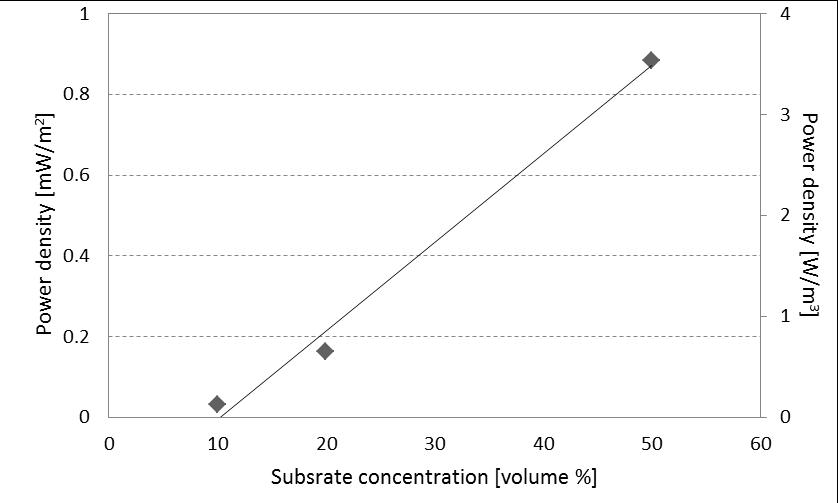 1
0.8
0.6
0.4
0.2
0
Power density [mW/m²]
4
3
2
1
0
Power density [W/m³]
0 10 20 30 40 50 60
Subsrate concentration [volume %]